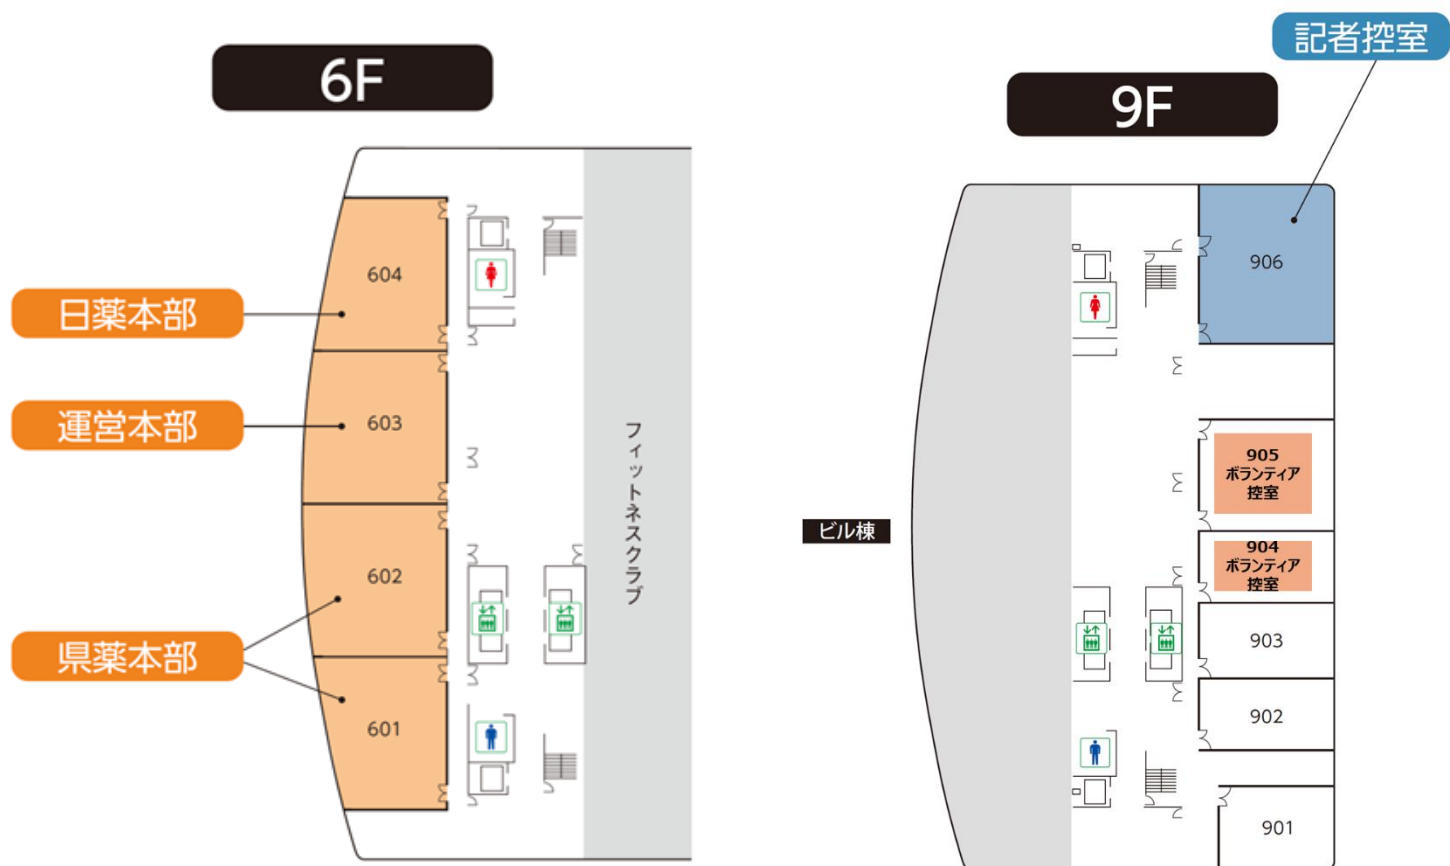 6F
604
日薬本部
603
運営本部
602
県薬本部
601
フィットネスクラブ
記者控室
9F
906
905
ボランティア
控室
ビル棟
904
ボランティア
控室
903
902
901